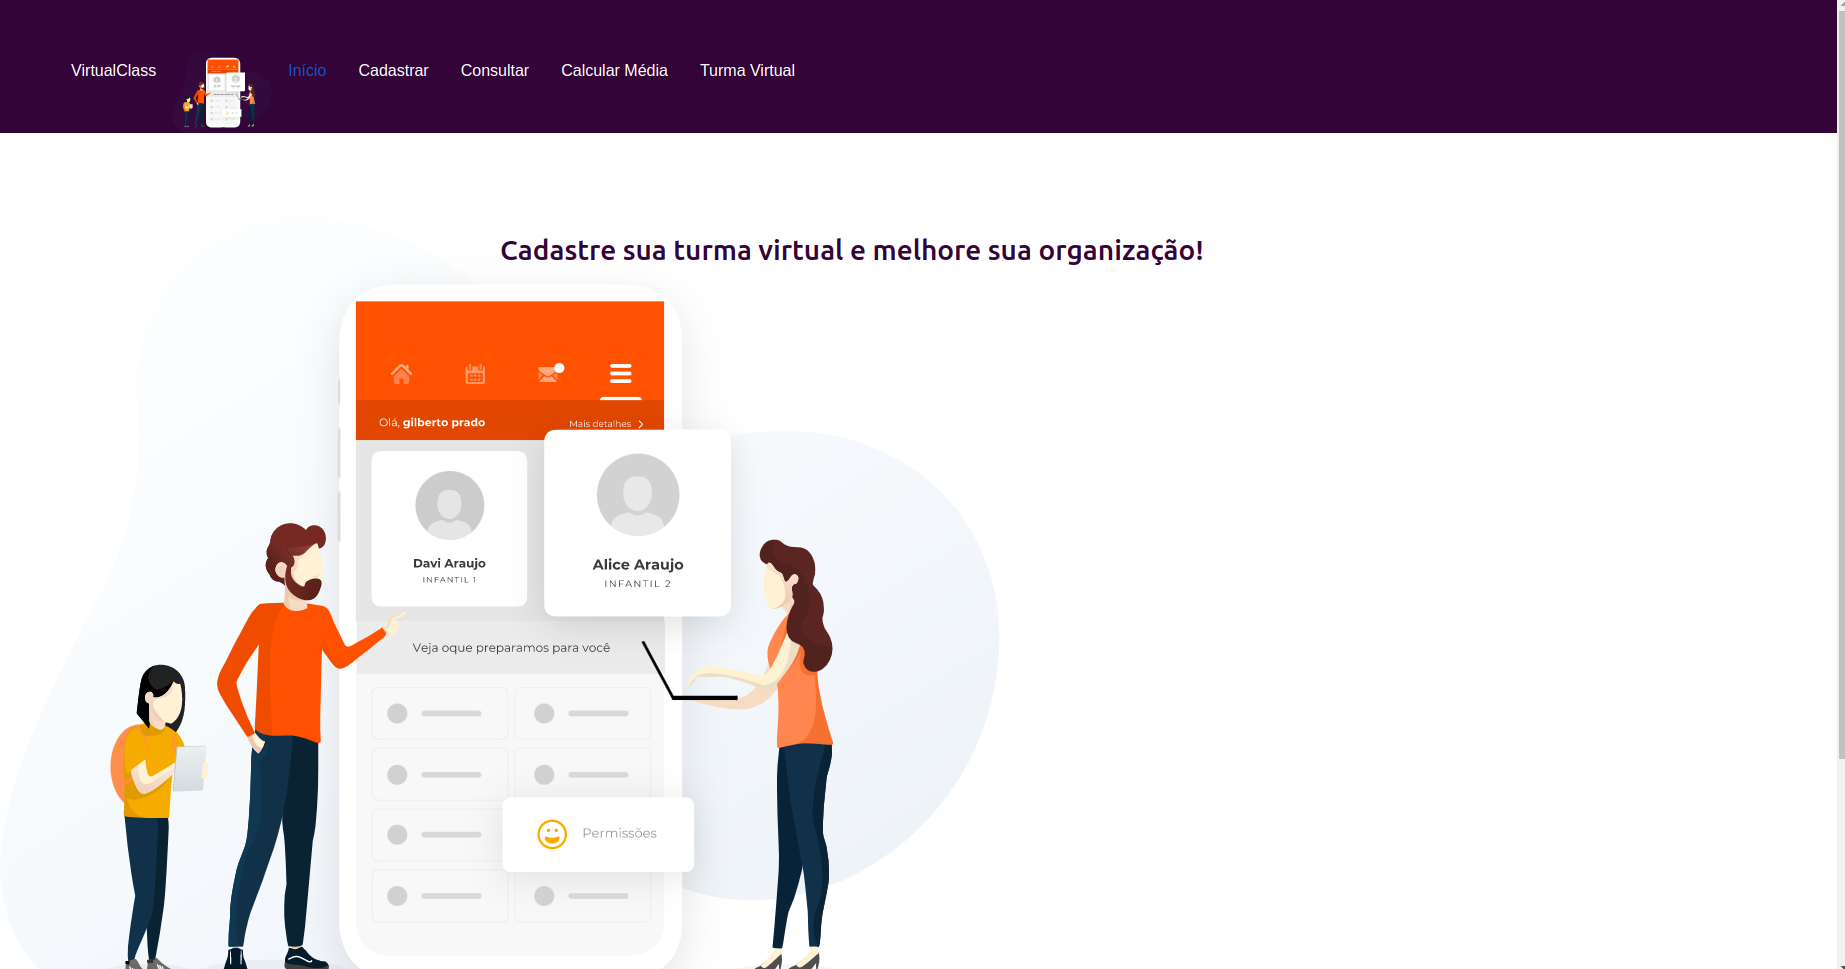 VirtualClass
Início
Cadastrar
Consultar
Calcular Média
Turma Virtual
Cadastre sua turma virtual e melhore sua organização!
Olá, gilberto prado
Mais detalhes
Davi Araujo
INFANTIL 1
Alice Araujo
INFANTIL 2
Veja oque preparamos para você
Permissões